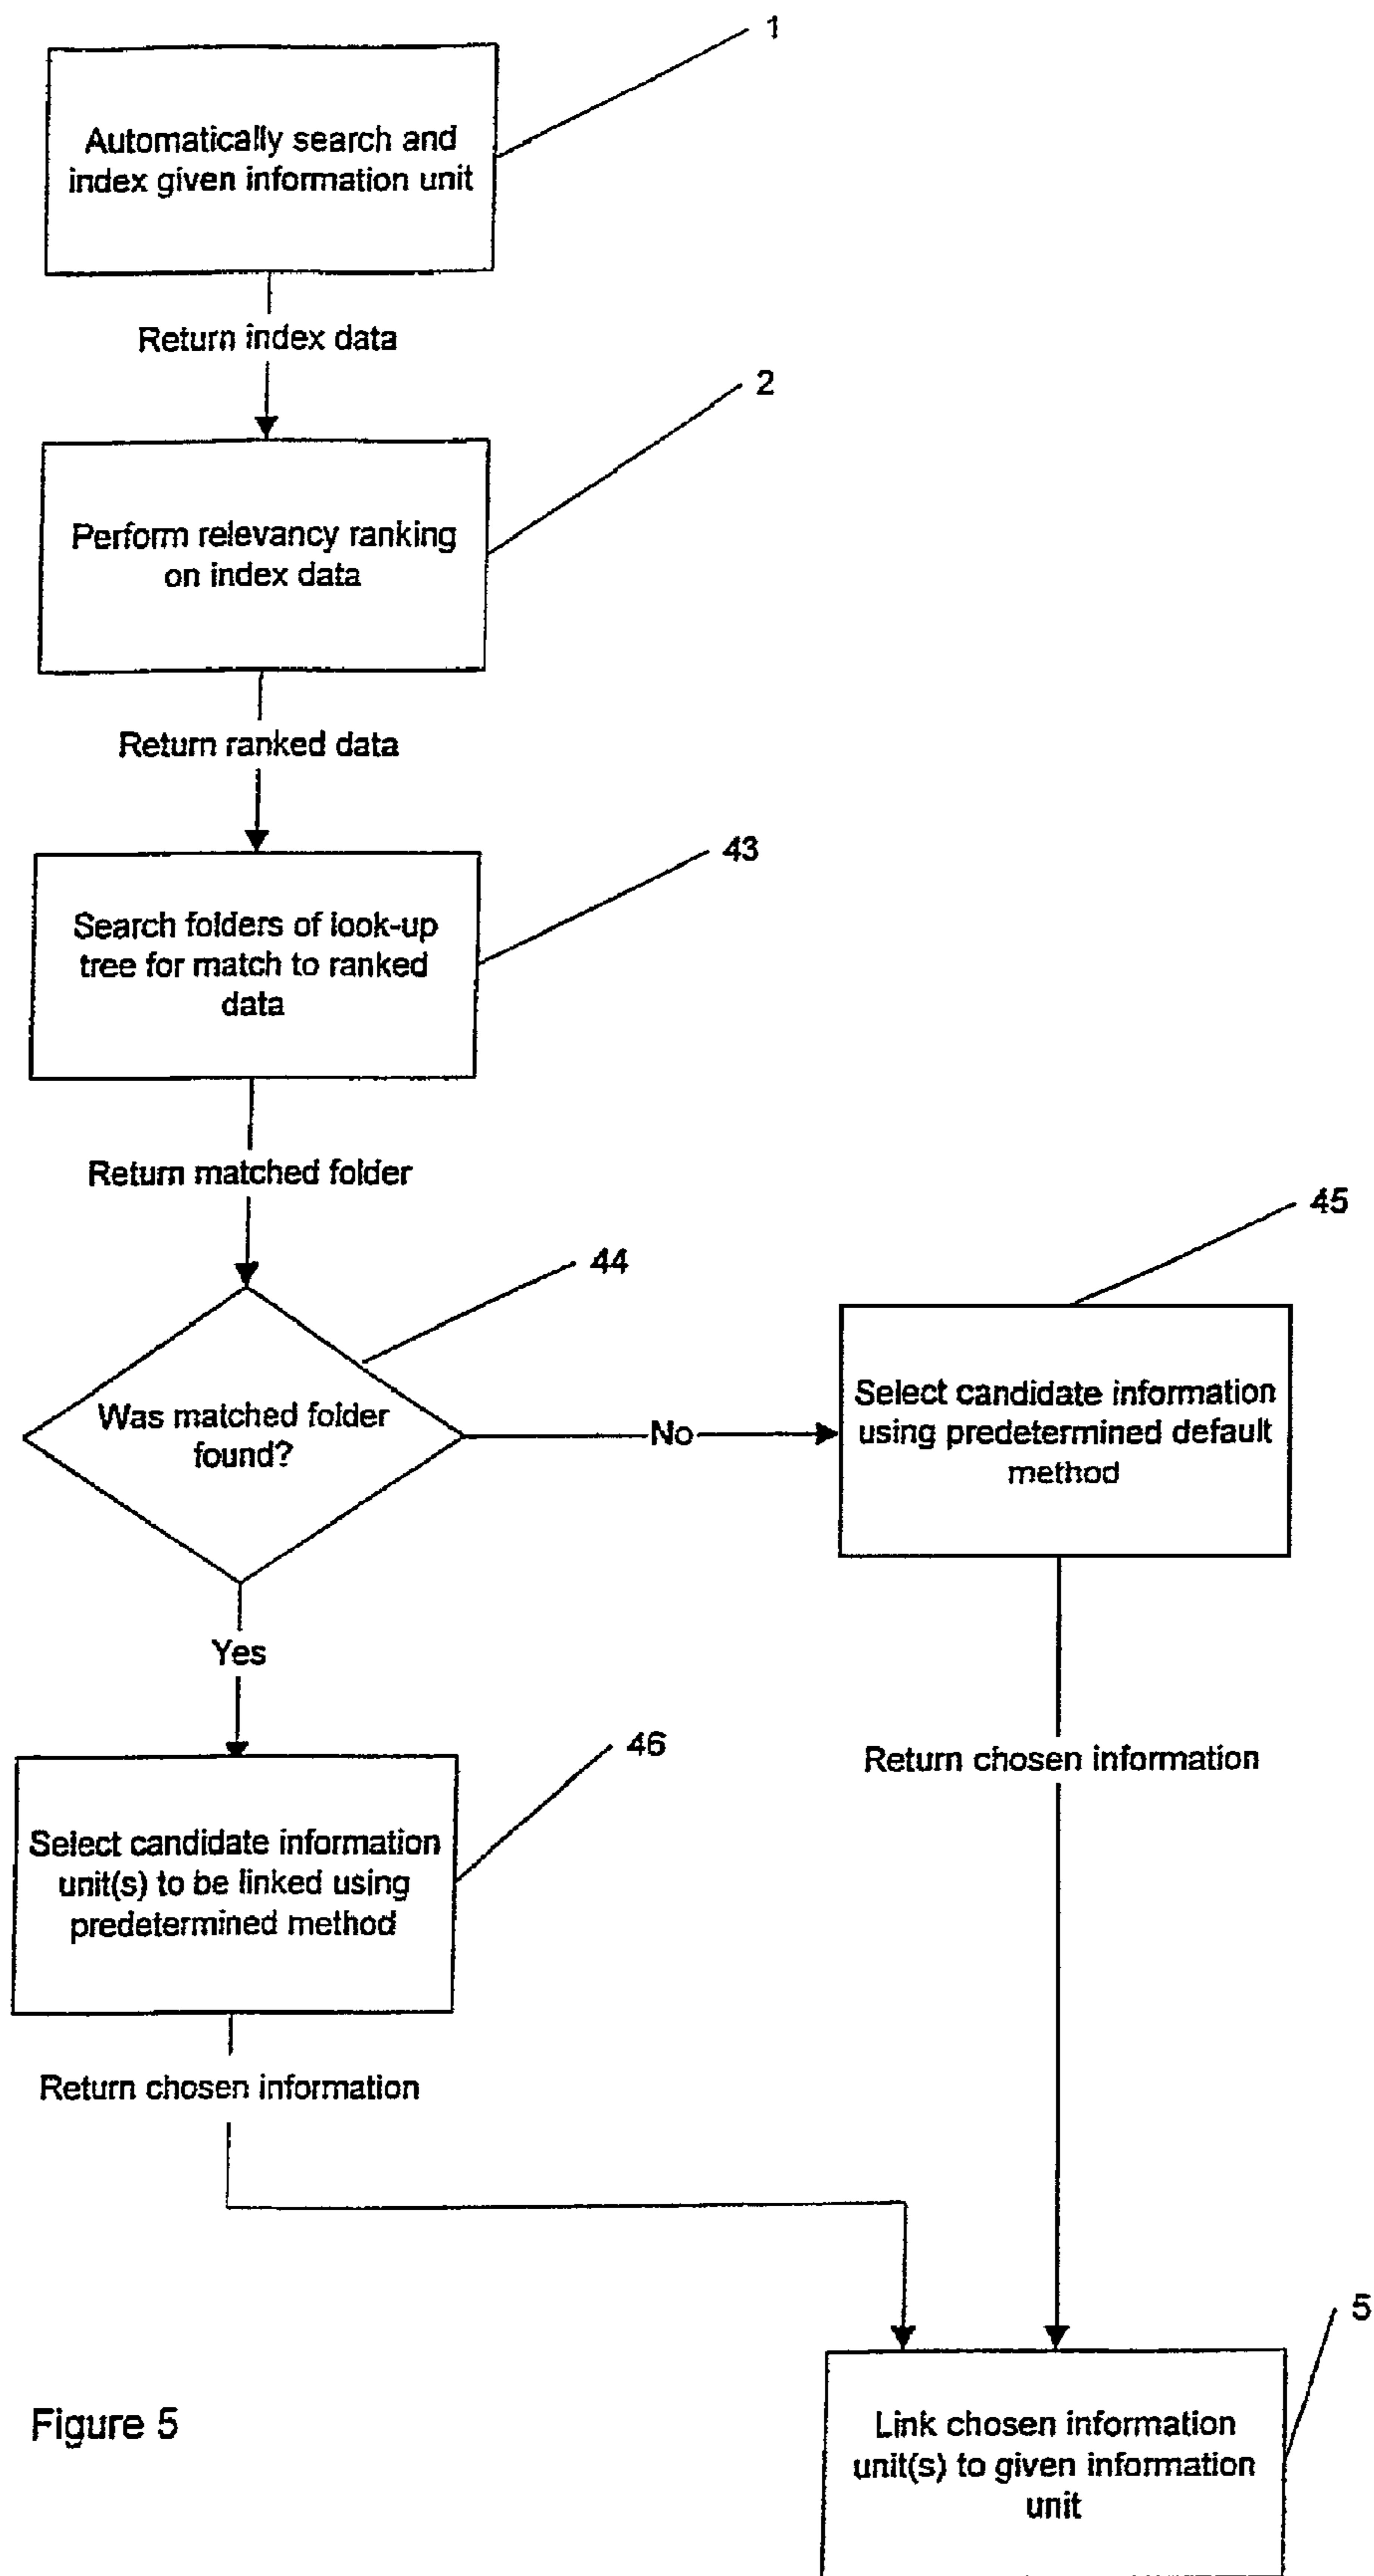 1
Automatically search and
index given information unit
Return index data
2
Perform relevancy ranking
on index data
Return ranked data
43
Search folders of look-up
tree for match to ranked
data
Return matched folder
44
Was matched folder
found?
No
45
Select candidate information
using predetermined default
method
Yes
46
Select candidate information
unit(s) to be linked using
predetermined method
Return chosen information
Return chosen information
5
Link chosen information
unit(s) to given information
unit
Figure 5